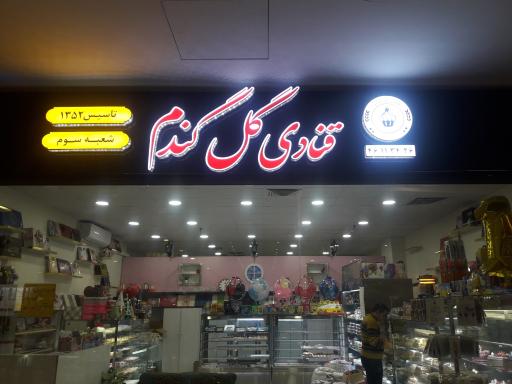 قنادی گل گندم
تاسیس ۱۳۵۲
شعبه سوم